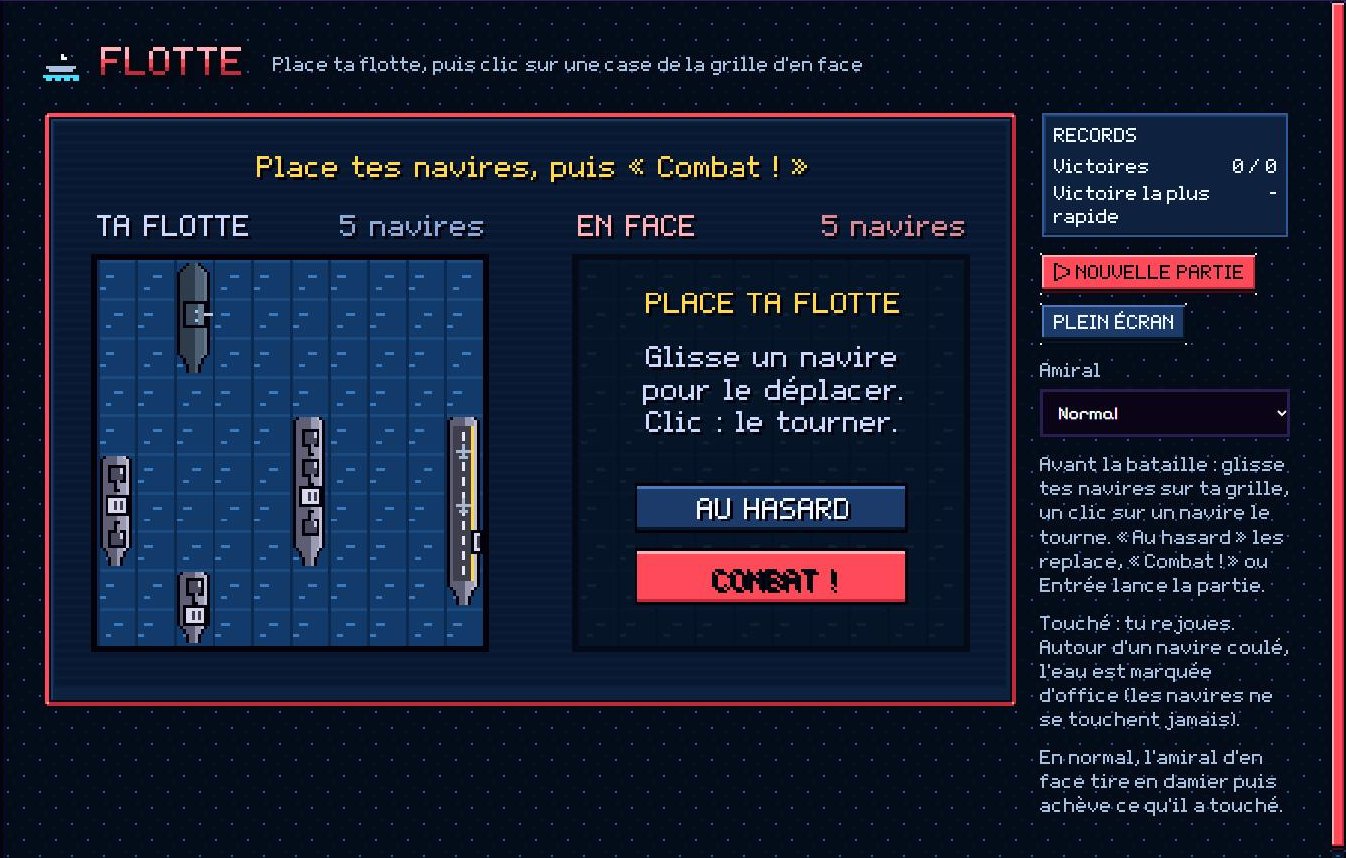 FLOTTE
Place ta flotte, puis clic sur une case de la grille d'en face
Place tes navires, puis « Combat ! »
TA FLOTTE 5 navires
EN FACE 5 navires
PLACE TA FLOTTE
Glisse un navire
pour le déplacer.
Clic : le tourner.
AU HASARD
COMBAT !
RECORDS
Victoires 0 / 0
Victoire la plus -
rapide
NOUVELLE PARTIE
PLEIN ÉCRAN
Amiral
Normal
Avant la bataille : glisse
tes navires sur ta grille,
un clic sur un navire le
tourne. « Au hasard » les
replace, « Combat ! » ou
Entrée lance la partie.
Touché : tu rejoues.
Autour d'un navire coulé,
l'eau est marquée
d'office (les navires ne
se touchent jamais).
En normal, l'amiral d'en
face tire en damier puis
achève ce qu'il a touché.